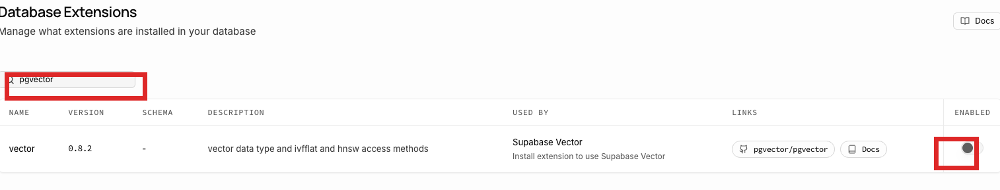 Database Extensions
Manage what extensions are installed in your database
Docs
pgvector
NAME VERSION SCHEMA DESCRIPTION USED BY LINKS ENABLED
vector 0.8.2 - vector data type and ivfflat and hnsw access methods Supabase Vector pgvector/pgvector Docs
Install extension to use Supabase Vector